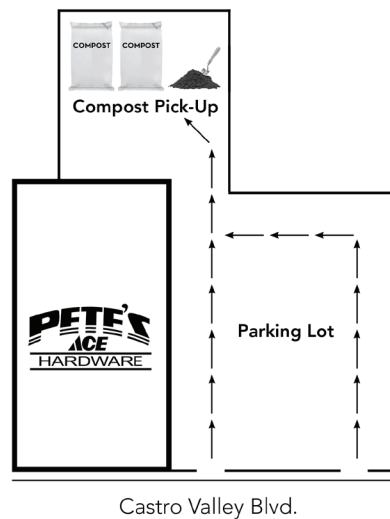 COMPOST COMPOST
Compost Pick-Up
PETE'S
ACE
HARDWARE
Parking Lot
Castro Valley Blvd.